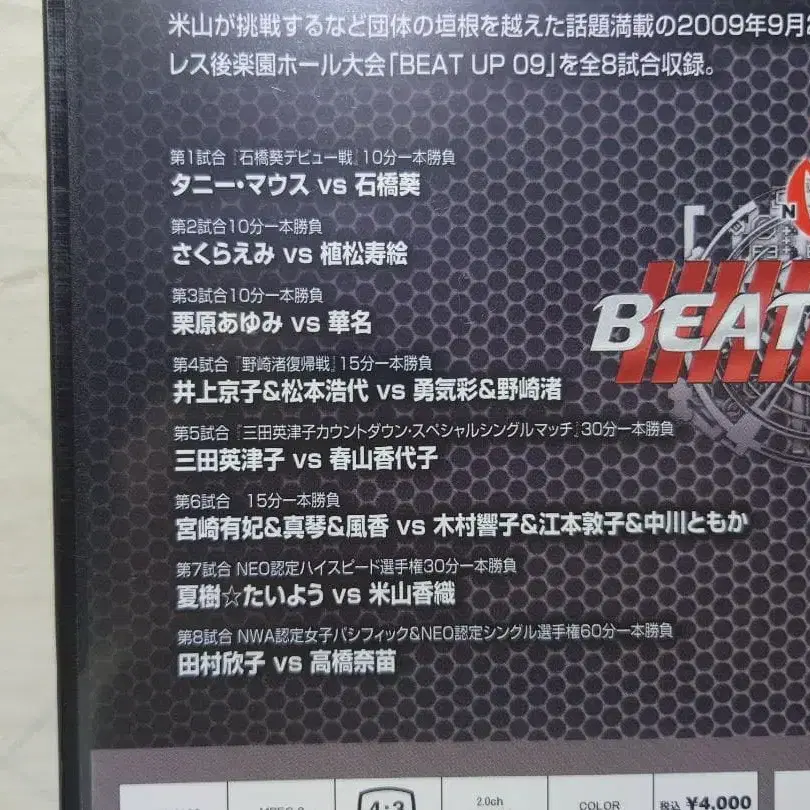 米山が挑戦するなど団体の垣根を越えた話題満載の2009年9月
レス後楽園ホール大会「BEAT UP 09」を全8試合収録。
第1試合『石橋葵デビュー戦』10分一本勝負
タニー・マウス vs 石橋葵
第2試合10分一本勝負
さくらえみ vs 植松寿絵
第3試合10分一本勝負
栗原あゆみ vs 華名
第4試合『野崎渚復帰戦』15分一本勝負
井上京子&松本浩代 vs 勇気彩&野崎渚
第5試合『三田英津子カウントダウン・スペシャルシングルマッチ』30分一本勝負
三田英津子 vs 春山香代子
第6試合 15分一本勝負
宮崎有妃&真琴&風香 vs 木村響子&江本敦子&中川ともか
第7試合 NEO認定ハイスピード選手権30分一本勝負
夏樹☆たいよう vs 米山香織
第8試合 NWA認定女子パシフィック&NEO認定シングル選手権60分一本勝負
田村欣子 vs 高橋奈苗
N
BEAT
4:3
2.0ch
COLOR
税込 ¥4,000